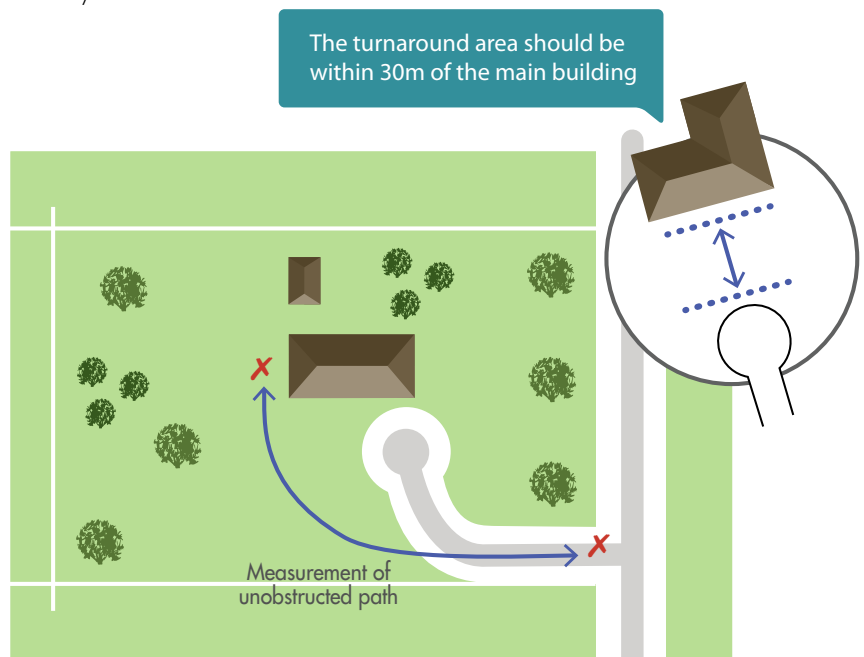 The turnaround area should be
within 30m of the main building
Measurement of
unobstructed path